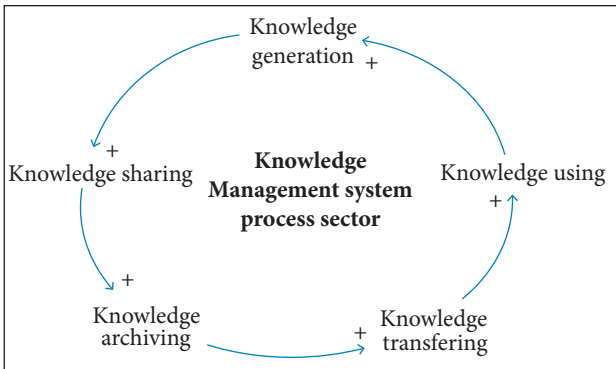 Knowledge
generation
+
+
Knowledge sharing
Knowledge
Management system
process sector
Knowledge using
+
+
Knowledge
archiving
+
Knowledge
transfering